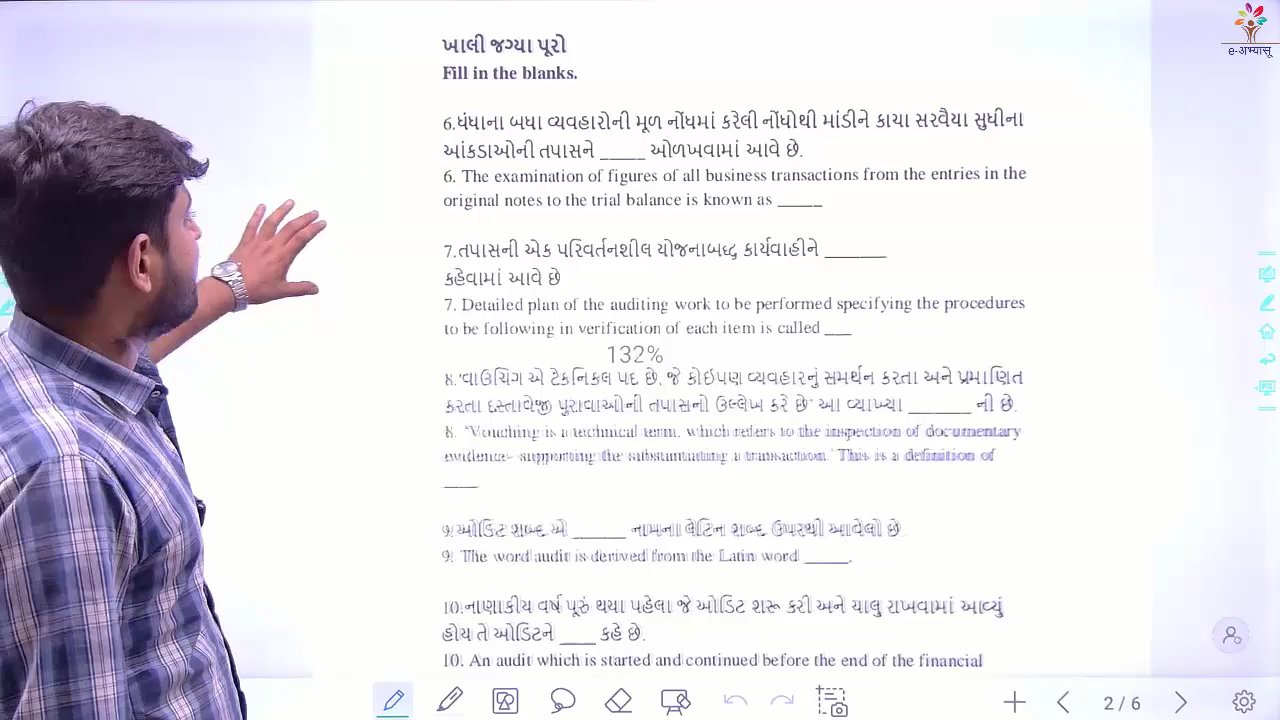 ખાલી જગ્યા પૂરો
Fill in the blanks.
6.ધંધાના બધા વ્યવહારોની મૂળ નોંધમાં કરેલી નોંધોથી માંડીને કાચા સરવૈયા સુધીના
આંકડાઓની તપાસને _____ ઓળખવામાં આવે છે.
6. The examination of figures of all business transactions from the entries in the
original notes to the trial balance is known as _____
7.તપાસની એક પરિવર્તનશીલ યોજનાબદ્ધ કાર્યવાહીને _______
કહેવામાં આવે છે
7. Detailed plan of the auditing work to be performed specifying the procedures
to be following in verification of each item is called ___
132%
8.'વાઉચિંગ એ ટેકનિકલ પદ છે, જે કોઇપણ વ્યવહારનું સમર્થન કરતા અને પ્રમાણિત
કરતા દસ્તાવેજી પૂરાવાઓની તપાસનો ઉલ્લેખ કરે છે" આ વ્યાખ્યા _______ ની છે.
8. "Vouching is a technical term, which refers to the inspection of documentary
evidence- supporting the substantiating a transaction.' This is a definition of
____
9.ઓડિટ શબ્દ એ ______ નામના લેટિન શબ્દ ઉપરથી આવેલો છે
9. The word audit is derived from the Latin word _____.
10.નાણાકીય વર્ષ પૂરું થયા પહેલા જે ઓડિટ શરૂ કરી અને ચાલુ રાખવામાં આવ્યું
હોય તે ઓડિટને ____ કહે છે.
10. An audit which is started and continued before the end of the financial
2 / 6
e-अभ्यासू